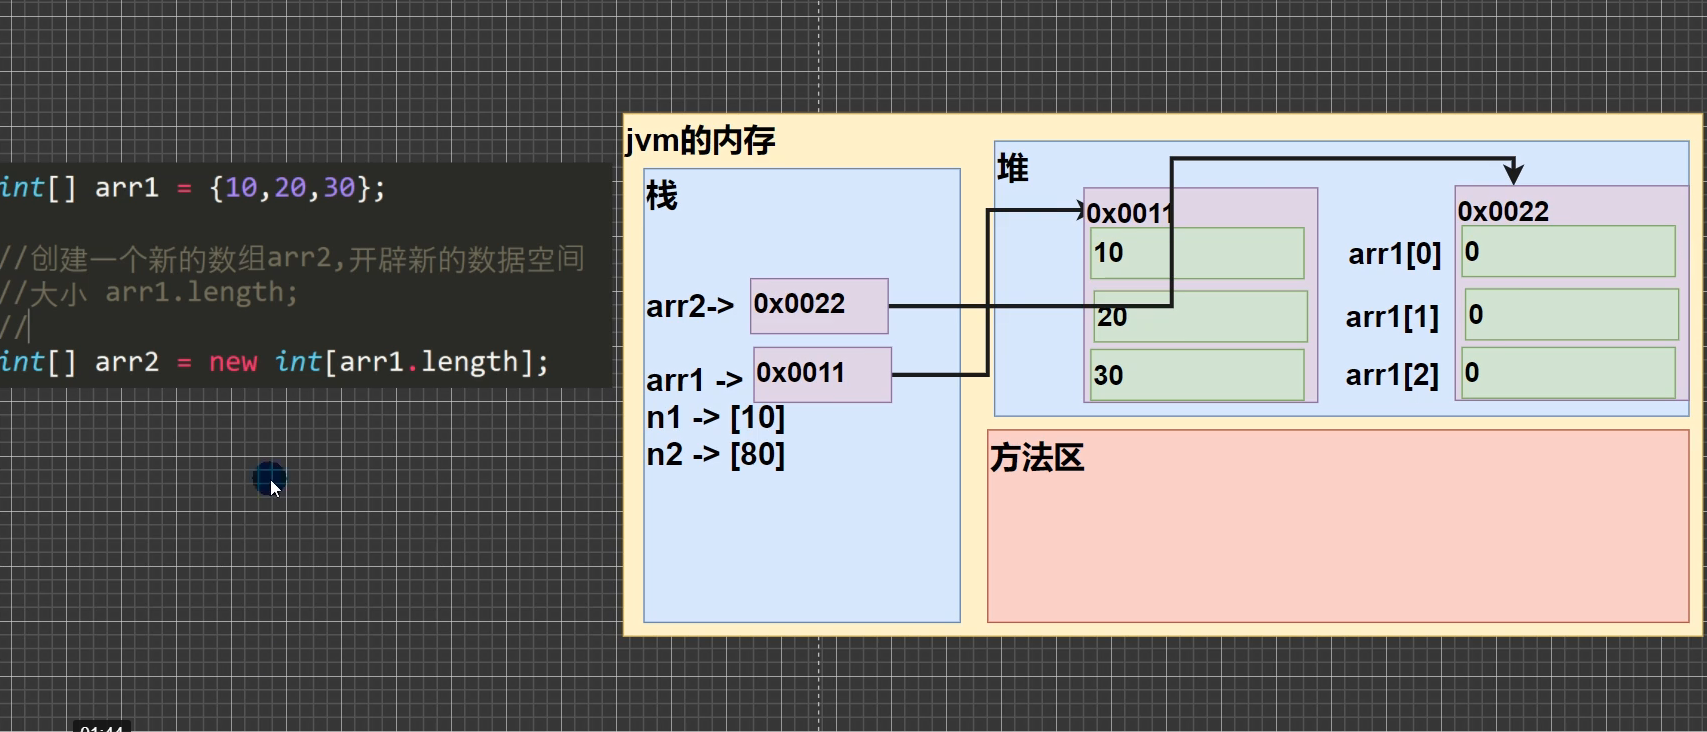 int[] arr1 = {10,20,30};
//创建一个新的数组arr2,开辟新的数据空间
//大小 arr1.length;
//
int[] arr2 = new int[arr1.length];
jvm的内存
栈
arr2-> 0x0022
arr1 -> 0x0011
n1 -> [10]
n2 -> [80]
堆
0x0011
10
20
30
arr1[0]
arr1[1]
arr1[2]
0x0022
0
0
0
方法区